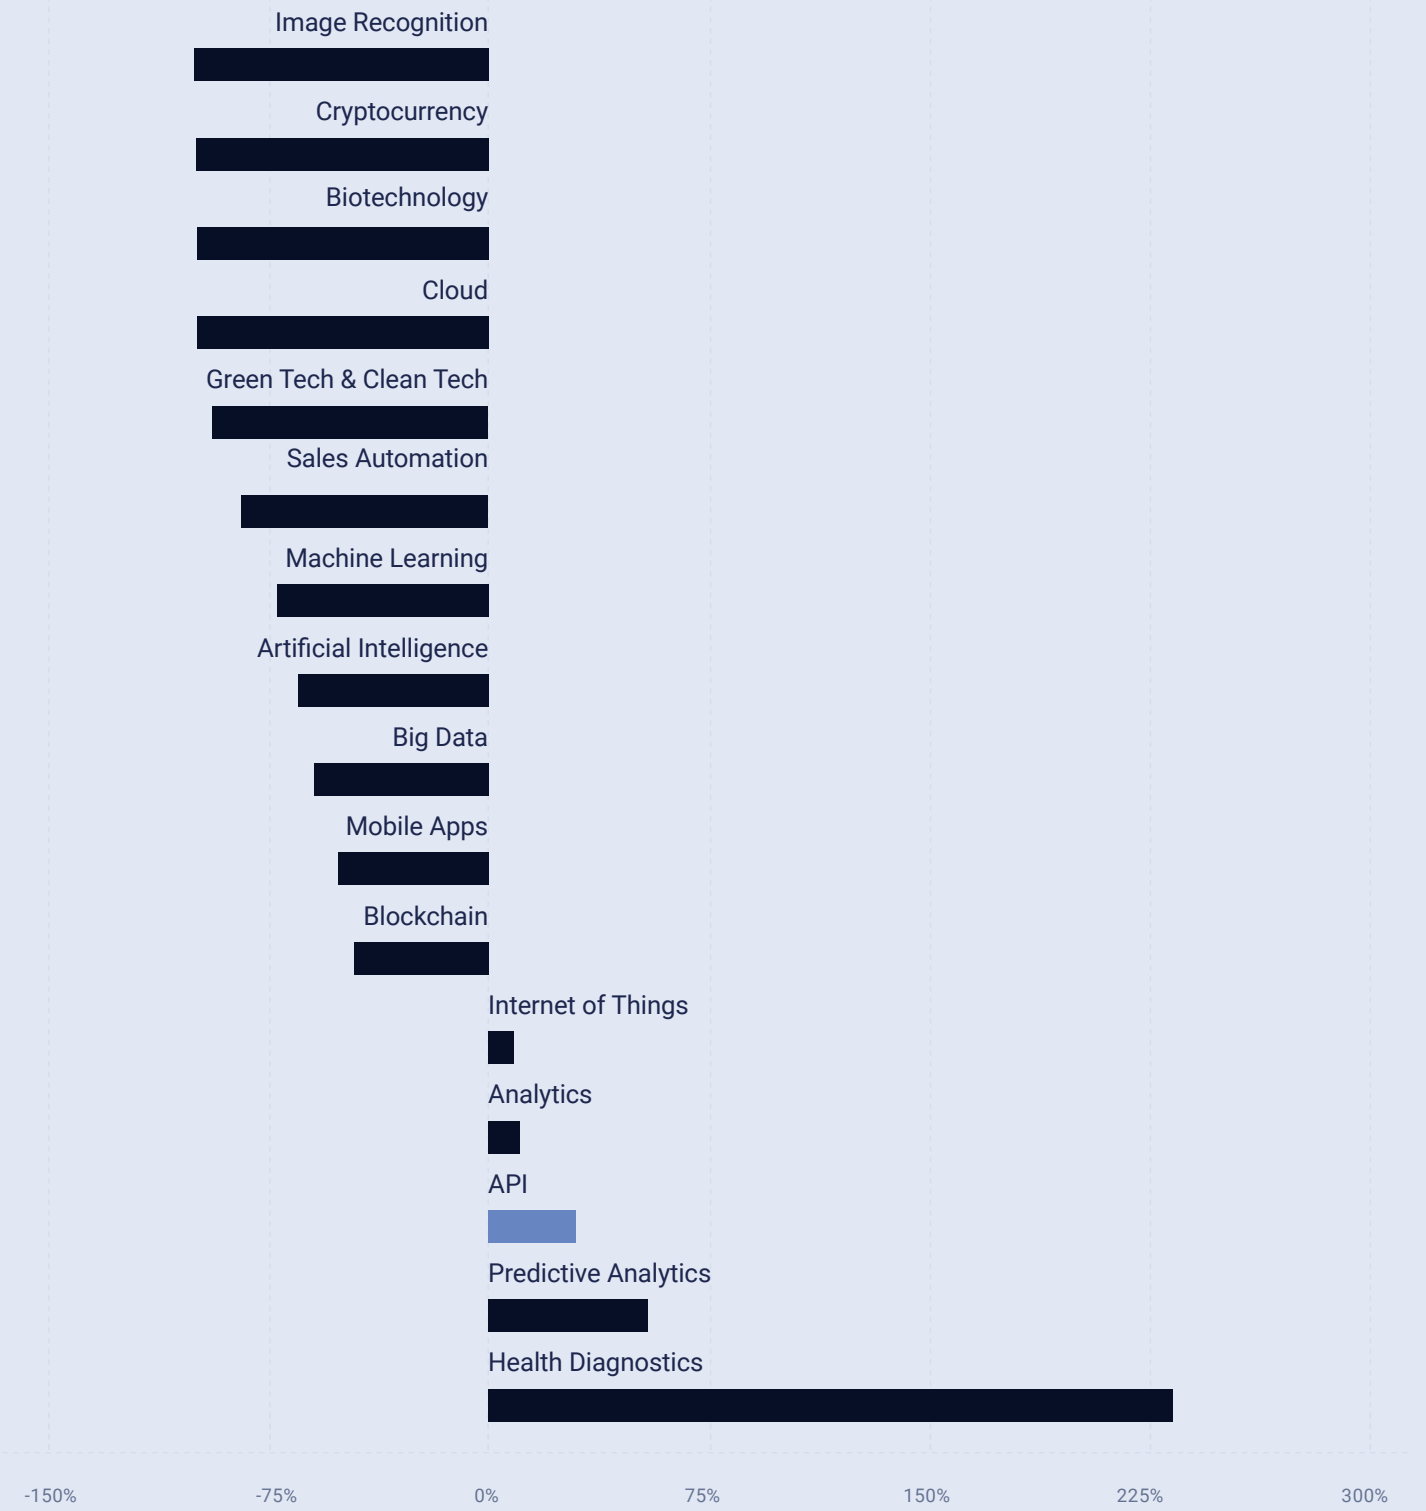 Image Recognition
Cryptocurrency
Biotechnology
Cloud
Green Tech & Clean Tech
Sales Automation
Machine Learning
Artificial Intelligence
Big Data
Mobile Apps
Blockchain
Internet of Things
Analytics
API
Predictive Analytics
Health Diagnostics
-150% -75% 0% 75% 150% 225% 300%